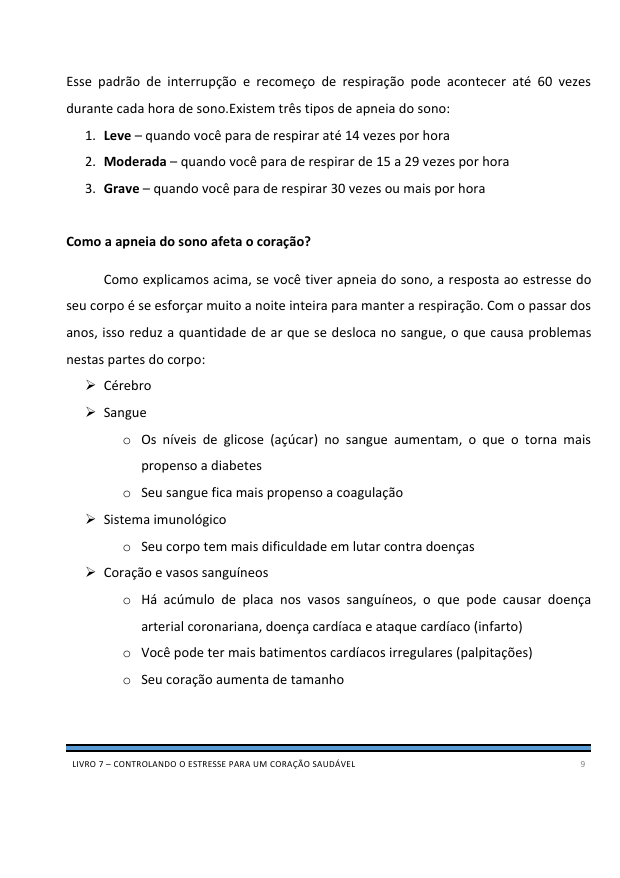 Esse padrão de interrupção e recomeço de respiração pode acontecer até 60 vezes
durante cada hora de sono.Existem três tipos de apneia do sono:
1. Leve – quando você para de respirar até 14 vezes por hora
2. Moderada – quando você para de respirar de 15 a 29 vezes por hora
3. Grave – quando você para de respirar 30 vezes ou mais por hora
Como a apneia do sono afeta o coração?
Como explicamos acima, se você tiver apneia do sono, a resposta ao estresse do
seu corpo é se esforçar muito a noite inteira para manter a respiração. Com o passar dos
anos, isso reduz a quantidade de ar que se desloca no sangue, o que causa problemas
nestas partes do corpo:
➢ Cérebro
➢ Sangue
o Os níveis de glicose (açúcar) no sangue aumentam, o que o torna mais
propenso a diabetes
o Seu sangue fica mais propenso a coagulação
➢ Sistema imunológico
o Seu corpo tem mais dificuldade em lutar contra doenças
➢ Coração e vasos sanguíneos
o Há acúmulo de placa nos vasos sanguíneos, o que pode causar doença
arterial coronariana, doença cardíaca e ataque cardíaco (infarto)
o Você pode ter mais batimentos cardíacos irregulares (palpitações)
o Seu coração aumenta de tamanho
LIVRO 7 – CONTROLANDO O ESTRESSE PARA UM CORAÇÃO SAUDÁVEL 9